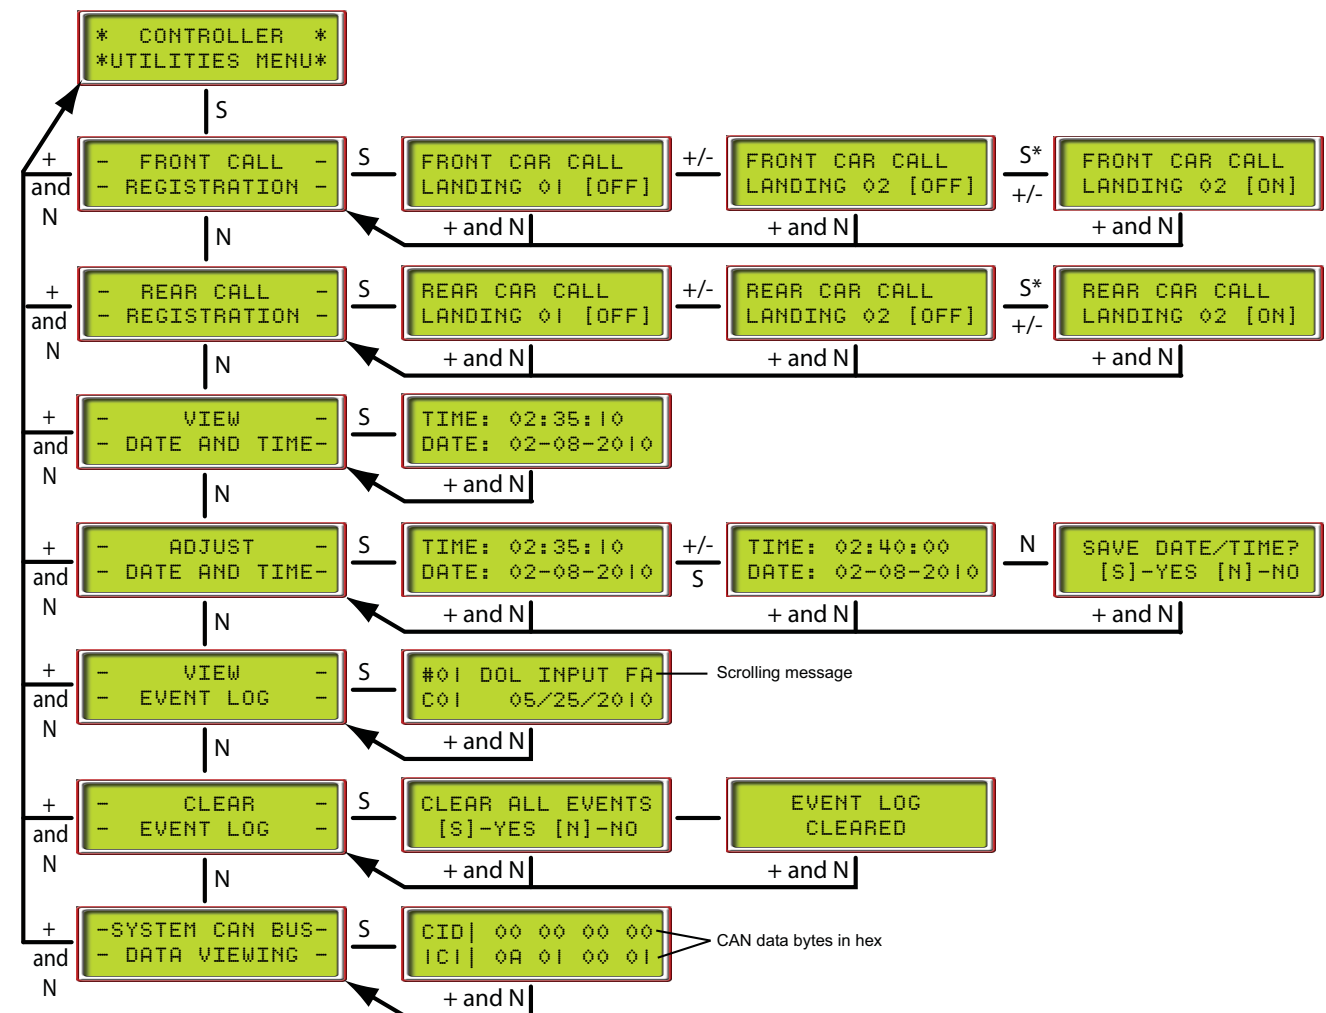 * CONTROLLER *
*UTILITIES MENU*
S
+
and
N
- FRONT CALL -
- REGISTRATION -
S
FRONT CAR CALL
LANDING 01 [OFF]
+/-
FRONT CAR CALL
LANDING 02 [OFF]
S*
+/-
FRONT CAR CALL
LANDING 02 [ON]
+ and N
+ and N
+ and N
N
+
and
N
- REAR CALL -
- REGISTRATION -
S
REAR CAR CALL
LANDING 01 [OFF]
+/-
REAR CAR CALL
LANDING 02 [OFF]
S*
+/-
REAR CAR CALL
LANDING 02 [ON]
+ and N
+ and N
+ and N
N
+
and
N
- VIEW -
- DATE AND TIME-
S
TIME: 02:35:10
DATE: 02-08-2010
+ and N
N
+
and
N
- ADJUST -
- DATE AND TIME-
S
TIME: 02:35:10
DATE: 02-08-2010
+/-
S
TIME: 02:40:00
DATE: 02-08-2010
N
SAVE DATE/TIME?
[S]-YES [N]-NO
+ and N
+ and N
+ and N
N
+
and
N
- VIEW -
- EVENT LOG -
S
#01 DOL INPUT FA
C01 05/25/2010
Scrolling message
+ and N
N
+
and
N
- CLEAR -
- EVENT LOG -
S
CLEAR ALL EVENTS
[S]-YES [N]-NO
EVENT LOG
CLEARED
+ and N
+ and N
N
+
and
N
-SYSTEM CAN BUS-
- DATA VIEWING -
S
CID| 00 00 00 00
1C1| 0A 01 00 01
CAN data bytes in hex
+ and N